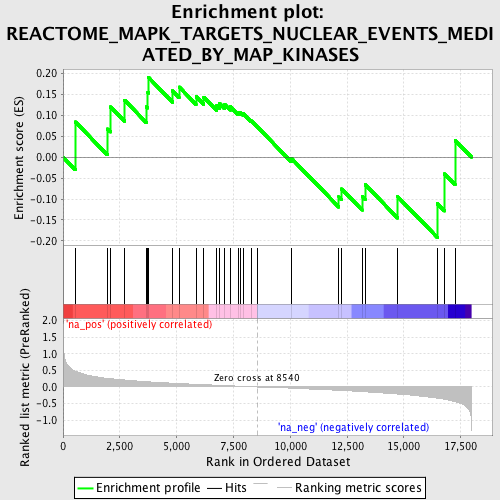 Enrichment plot:
REACTOME_MAPK_TARGETS_NUCLEAR_EVENTS_MEDI
ATED_BY_MAP_KINASES
Enrichment score (ES)
0.20
0.15
0.10
0.05
0.00
-0.05
-0.10
-0.15
-0.20
'na_pos' (positively correlated)
Ranked list metric (PreRanked)
2.0
1.5
1.0
0.5
0.0
-0.5
-1.0
Zero cross at 8540
'na_neg' (negatively correlated)
0
2,500
5,000
7,500
10,000
12,500
15,000
17,500
Rank in Ordered Dataset
Enrichment profile
Hits
Ranking metric scores